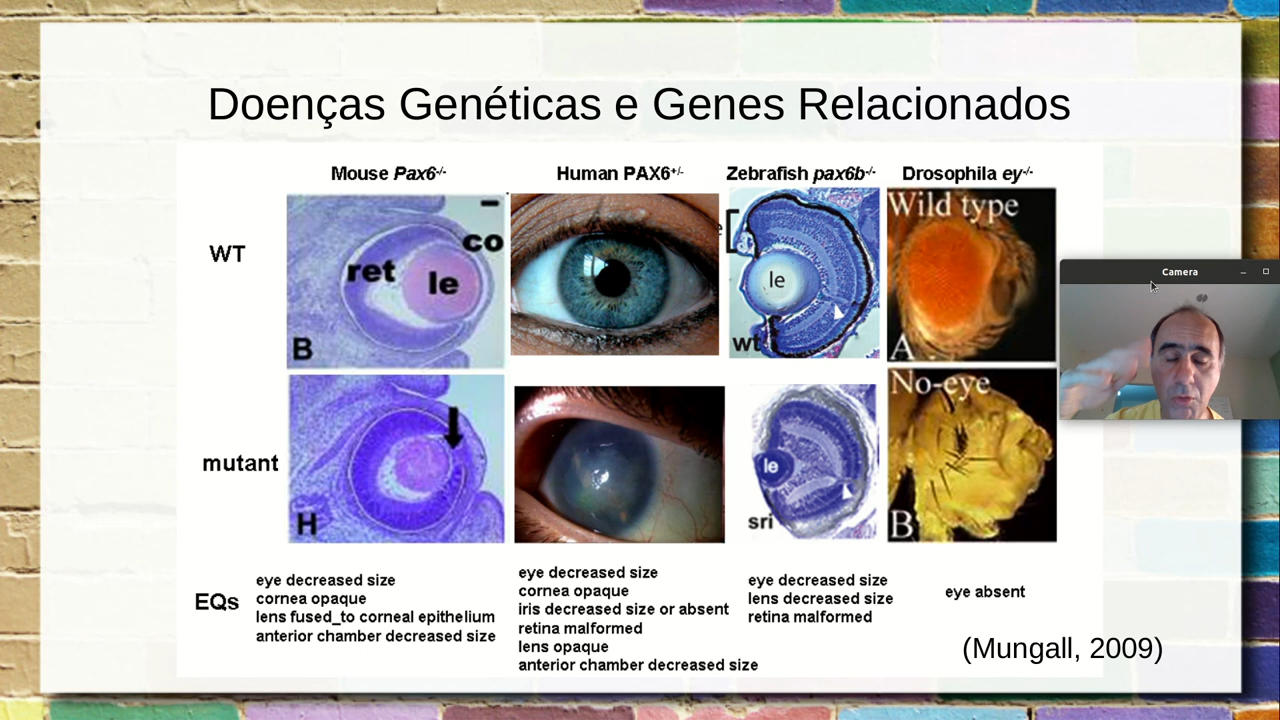 Doenças Genéticas e Genes Relacionados
Mouse Pax6-/-
Human PAX6+/-
Zebrafish pax6b-/-
Drosophila ey-/-
WT
co
ret
le
B
le
wt
Wild type
A
Camera
mutant
H
le
sri
No-eye
B
EQs
eye decreased size
cornea opaque
lens fused_to corneal epithelium
anterior chamber decreased size
eye decreased size
cornea opaque
iris decreased size or absent
retina malformed
lens opaque
anterior chamber decreased size
eye decreased size
lens decreased size
retina malformed
eye absent
(Mungall, 2009)